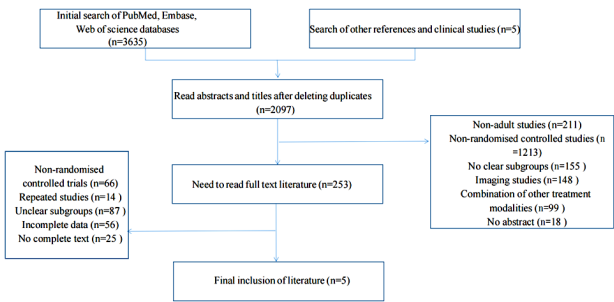 Initial search of PubMed, Embase,
Web of science databases
(n=3635)
Search of other references and clinical studies(n=5)
Read abstracts and titles after deleting duplicates
(n=2097)
Non-adult studies (n=211)
Non-randomised controlled studies (n
=1213)
No clear subgroups (n=155 )
Imaging studies (n=148 )
Combination of other treatment
modalities (n=99 )
No abstract (n=18 )
Non-randomised
controlled trials (n=66)
Repeated studies (n=14 )
Unclear subgroups (n=87 )
Incomplete data (n=56)
No complete text (n=25 )
Need to read full text literature (n=253)
Final inclusion of literature (n=5)